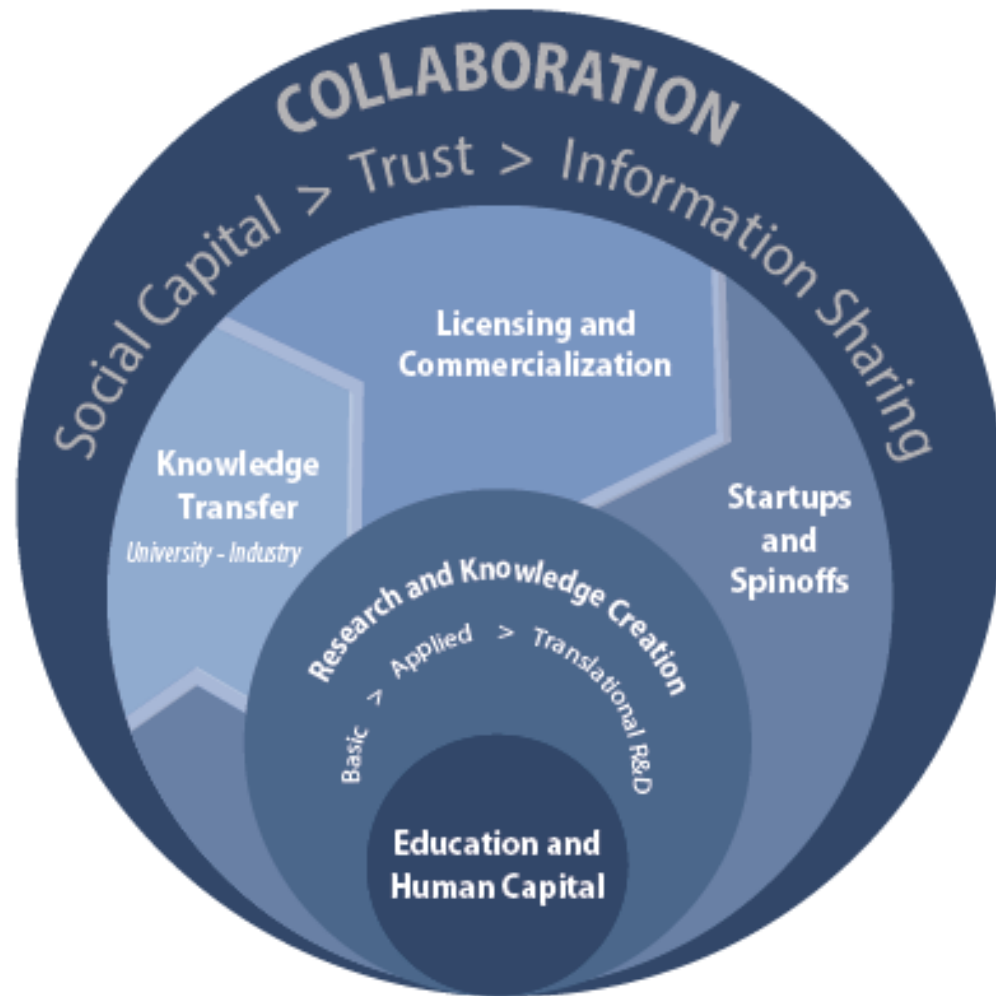 COLLABORATION
Social Capital > Trust > Information Sharing
Licensing and
Commercialization
Knowledge
Transfer
University - Industry
Startups
and
Spinoffs
Research and Knowledge Creation
Basic > Applied > Translational R&D
Education and
Human Capital